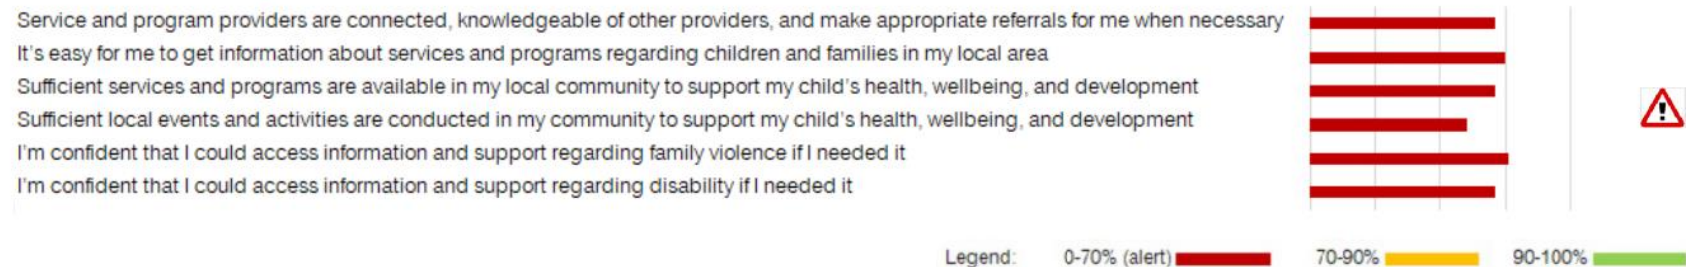 Service and program providers are connected, knowledgeable of other providers, and make appropriate referrals for me when necessary
It's easy for me to get information about services and programs regarding children and families in my local area
Sufficient services and programs are available in my local community to support my child's health, wellbeing, and development
Sufficient local events and activities are conducted in my community to support my child's health, wellbeing, and development
I'm confident that I could access information and support regarding family violence if I needed it
I'm confident that I could access information and support regarding disability if I needed it
Legend: 0-70% (alert) 70-90% 90-100%